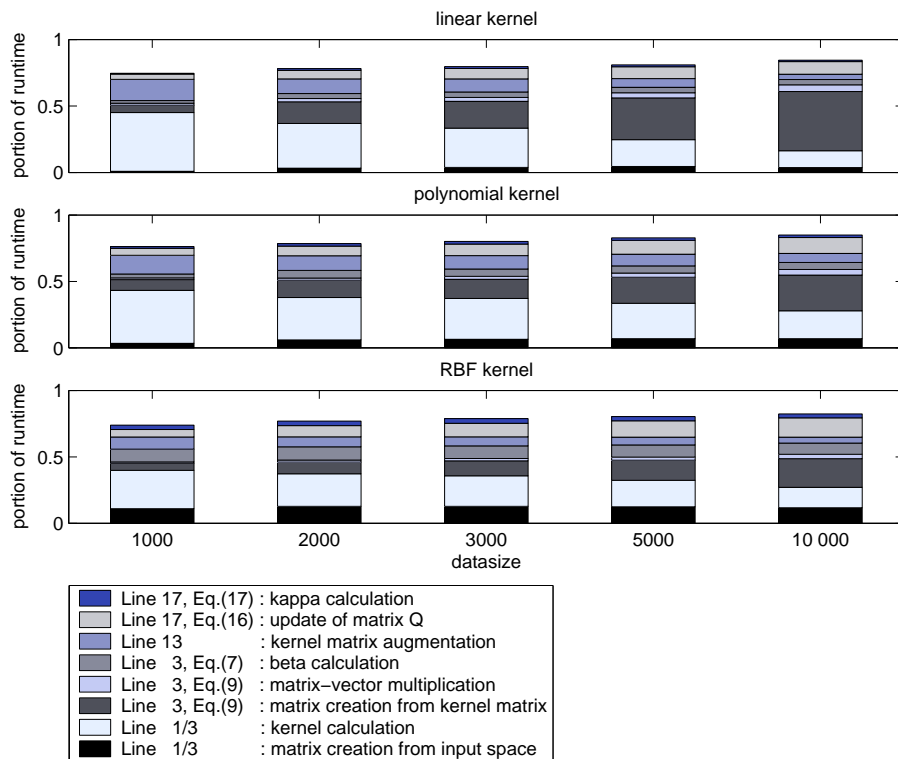 linear kernel
1
0.5
0
portion of runtime
polynomial kernel
1
0.5
0
portion of runtime
RBF kernel
1
0.5
0
portion of runtime
1000 2000 3000 5000 10 000
datasize
Line 17, Eq.(17) : kappa calculation
Line 17, Eq.(16) : update of matrix Q
Line 13 : kernel matrix augmentation
Line 3, Eq.(7) : beta calculation
Line 3, Eq.(9) : matrix−vector multiplication
Line 3, Eq.(9) : matrix creation from kernel matrix
Line 1/3 : kernel calculation
Line 1/3 : matrix creation from input space